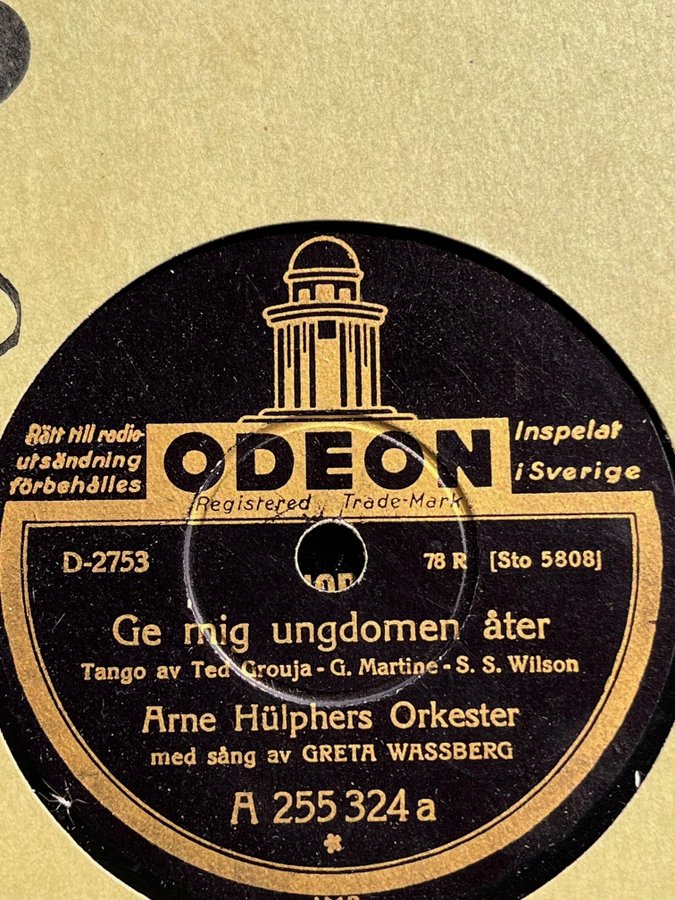 Rätt till radio-
utsändning
förbehålles
ODEON
Inspelat
i Sverige
Registered Trade-Mark
D-2753
78 R [Sto 5808]
Ge mig ungdomen åter
Tango av Ted Grouja - G. Martine - S. S. Wilson
Arne Hülphers Orkester
med sång av GRETA WASSBERG
A 255 324 a